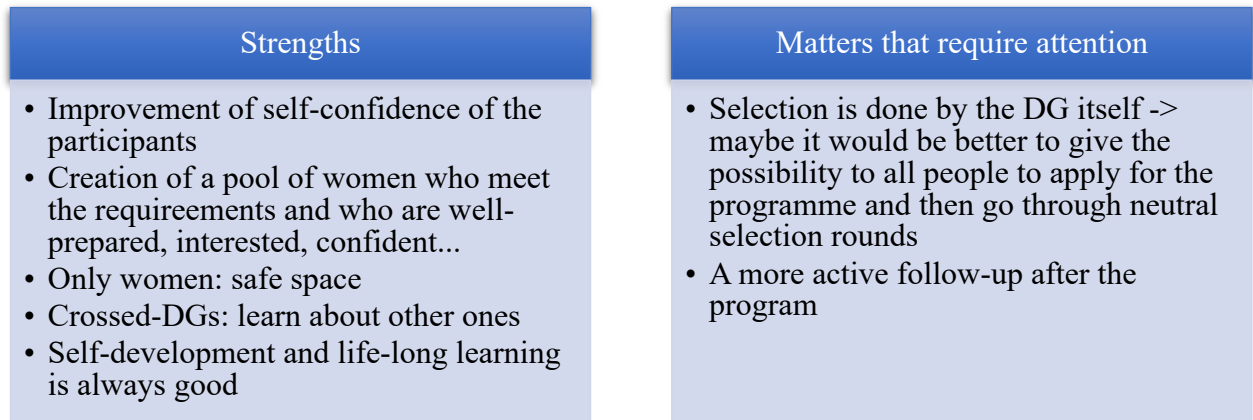 Strengths
• Improvement of self-confidence of the
participants
• Creation of a pool of women who meet
the requireements and who are well-
prepared, interested, confident...
• Only women: safe space
• Crossed-DGs: learn about other ones
• Self-development and life-long learning
is always good
Matters that require attention
• Selection is done by the DG itself ->
maybe it would be better to give the
possibility to all people to apply for the
programme and then go through neutral
selection rounds
• A more active follow-up after the
program